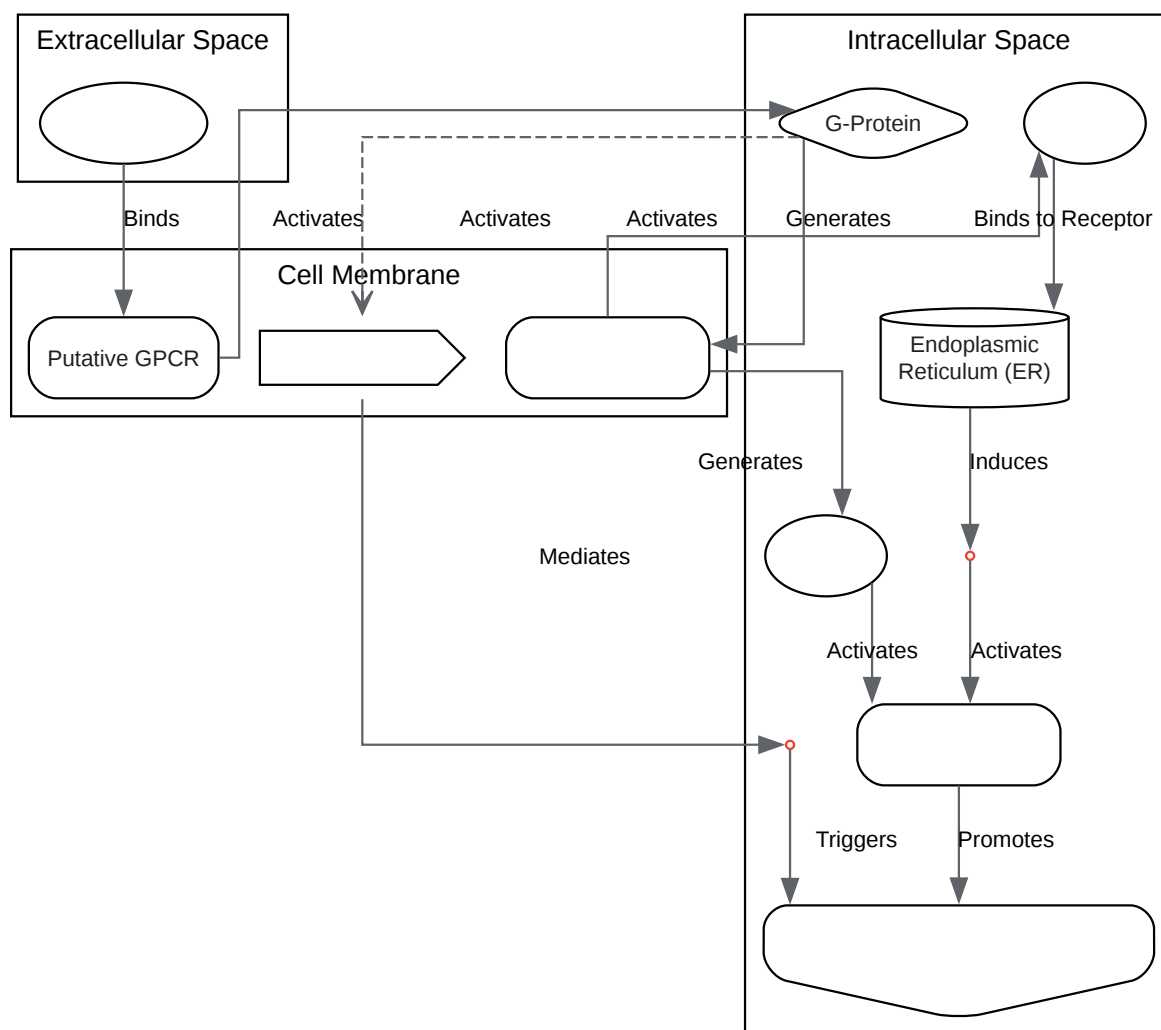 Extracellular Space
Intracellular Space
G-Protein
Binds
Activates
Activates
Activates
Generates
Binds to Receptor
Cell Membrane
Putative GPCR
Endoplasmic
Reticulum (ER)
Generates
Induces
Mediates
Activates
Activates
Triggers
Promotes